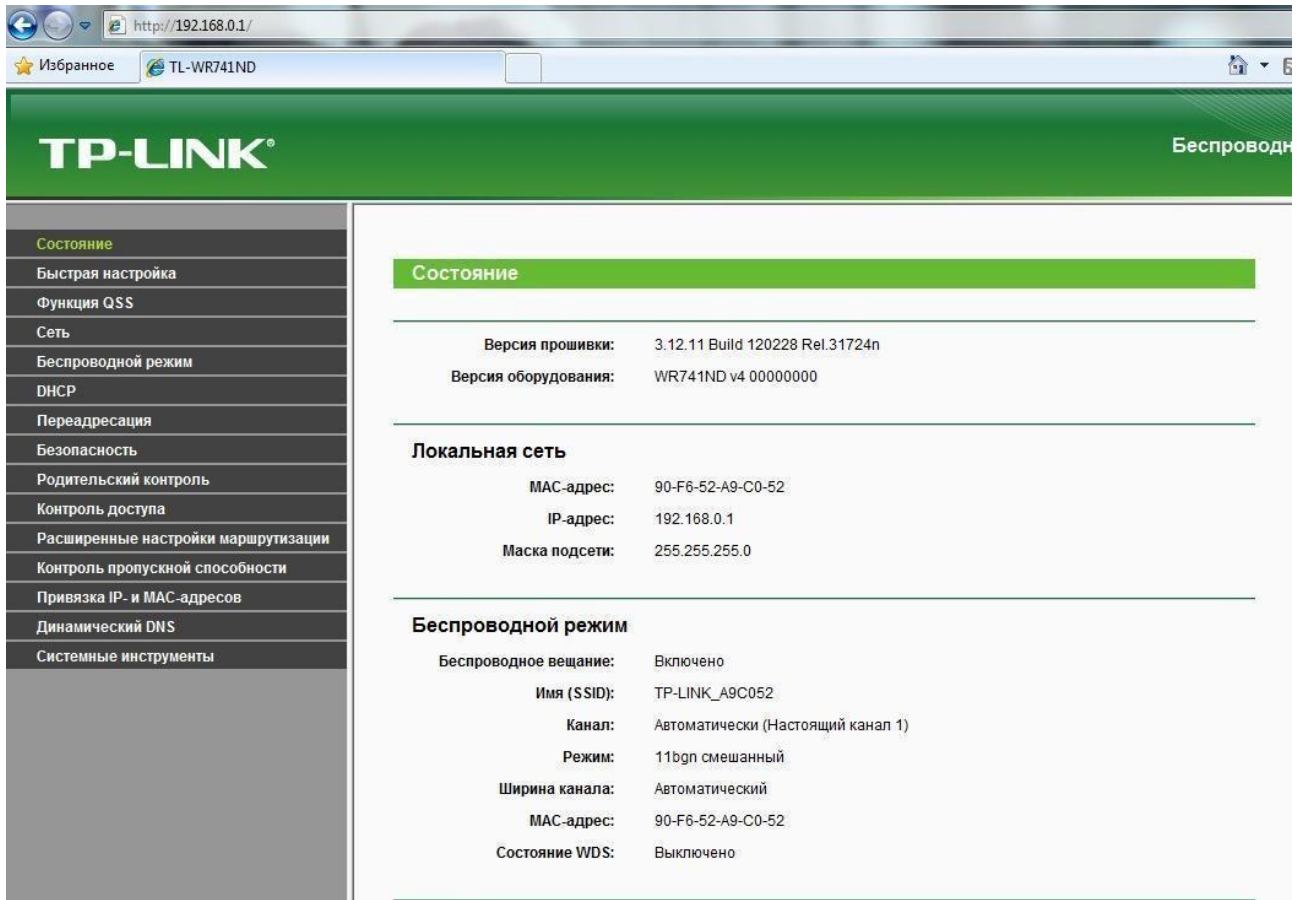 http://192.168.0.1/
Избранное
TL-WR741ND
TP-LINK®
Беспроводн
Состояние
Быстрая настройка
Функция QSS
Сеть
Беспроводной режим
DHCP
Переадресация
Безопасность
Родительский контроль
Контроль доступа
Расширенные настройки маршрутизации
Контроль пропускной способности
Привязка IP- и MAC-адресов
Динамический DNS
Системные инструменты
Состояние
Версия прошивки: 3.12.11 Build 120228 Rel.31724n
Версия оборудования: WR741ND v4 00000000
Локальная сеть
MAC-адрес: 90-F6-52-A9-C0-52
IP-адрес: 192.168.0.1
Маска подсети: 255.255.255.0
Беспроводной режим
Беспроводное вещание: Включено
Имя (SSID): TP-LINK_A9C052
Канал: Автоматически (Настоящий канал 1)
Режим: 11bgn смешанный
Ширина канала: Автоматический
MAC-адрес: 90-F6-52-A9-C0-52
Состояние WDS: Выключено